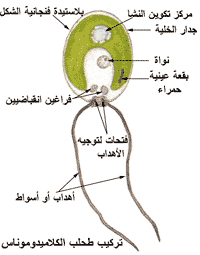 مركز تكوين النشا
بلاستيدة فنجانية الشكل
جدار الخلية
نواة
بقعة عينية
حمراء
فراغين انقباضيين
فتحات لتوجيه
الأهداب
أهداب أو أسواط
تركيب طحلب الكلاميدوموناس